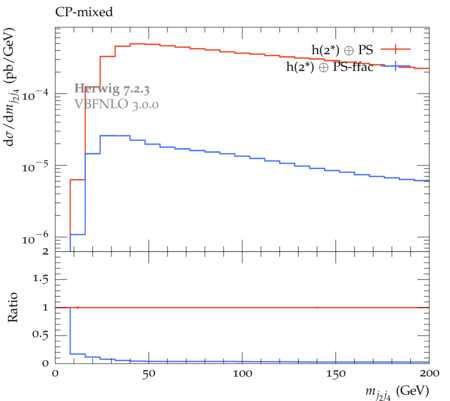 CP-mixed
h(2*) ⊕ PS
h(2*) ⊕ PS-ffac
Herwig 7.2.3
VBFNLO 3.0.0
10⁻⁴
10⁻⁵
10⁻⁶
dσ/dm_{j₂j₄} (pb/GeV)
2
1.5
1
0.5
0
Ratio
0 50 100 150 200
m_{j₂j₄} (GeV)